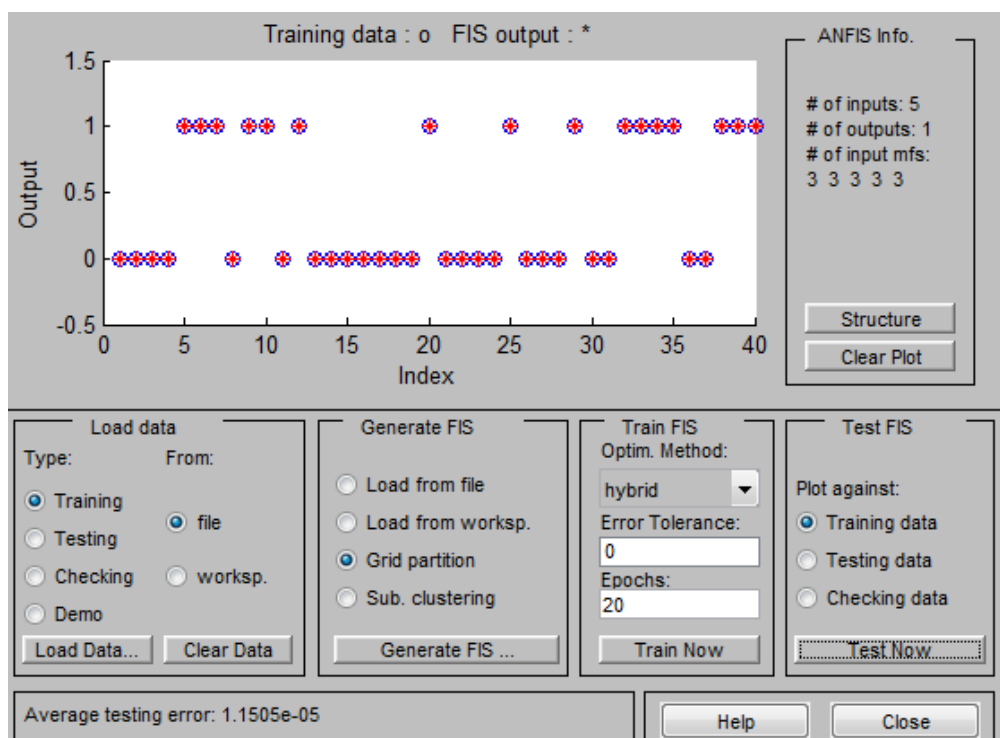 Training data : o   FIS output : *
1.5
1
0.5
0
-0.5
Output
0 5 10 15 20 25 30 35 40
Index
ANFIS Info.
# of inputs: 5
# of outputs: 1
# of input mfs:
3 3 3 3 3
Structure
Clear Plot
Load data
Type:
From:
Training
Testing
Checking
Demo
file
worksp.
Load Data...
Clear Data
Generate FIS
Load from file
Load from worksp.
Grid partition
Sub. clustering
Generate FIS ...
Train FIS
Optim. Method:
hybrid
Error Tolerance:
0
Epochs:
20
Train Now
Test FIS
Plot against:
Training data
Testing data
Checking data
Test Now
Average testing error: 1.1505e-05
Help
Close